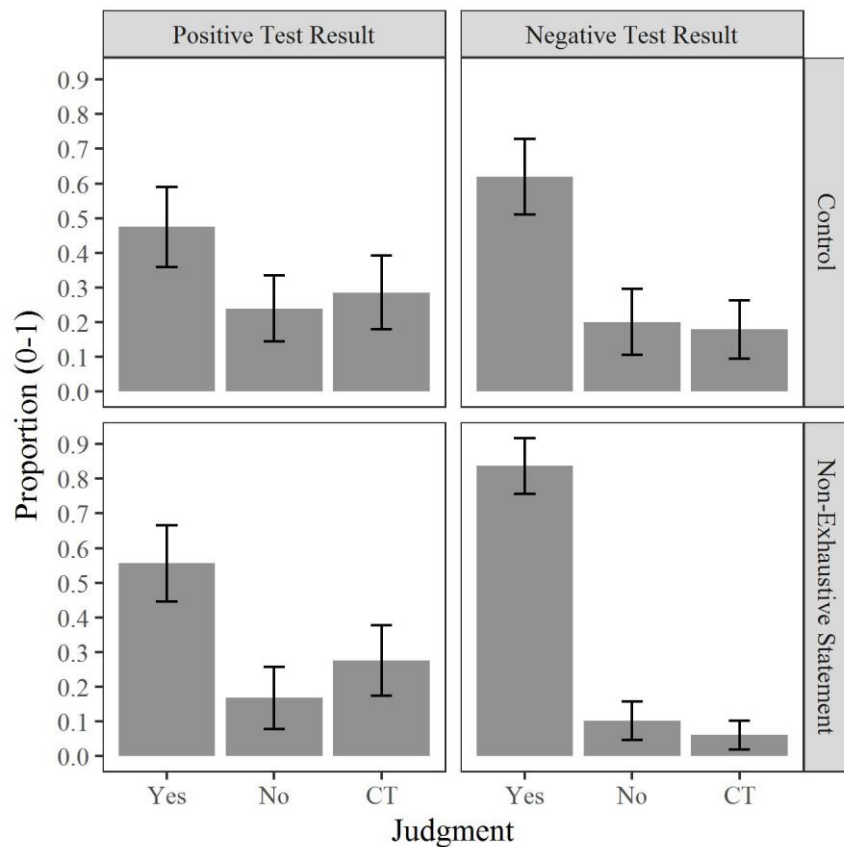 Positive Test Result
Negative Test Result
0.9
0.8
0.7
0.6
0.5
0.4
0.3
0.2
0.1
0.0
Control
0.9
0.8
0.7
0.6
0.5
0.4
0.3
0.2
0.1
0.0
Non-Exhaustive Statement
Proportion (0-1)
Yes No CT
Yes No CT
Judgment